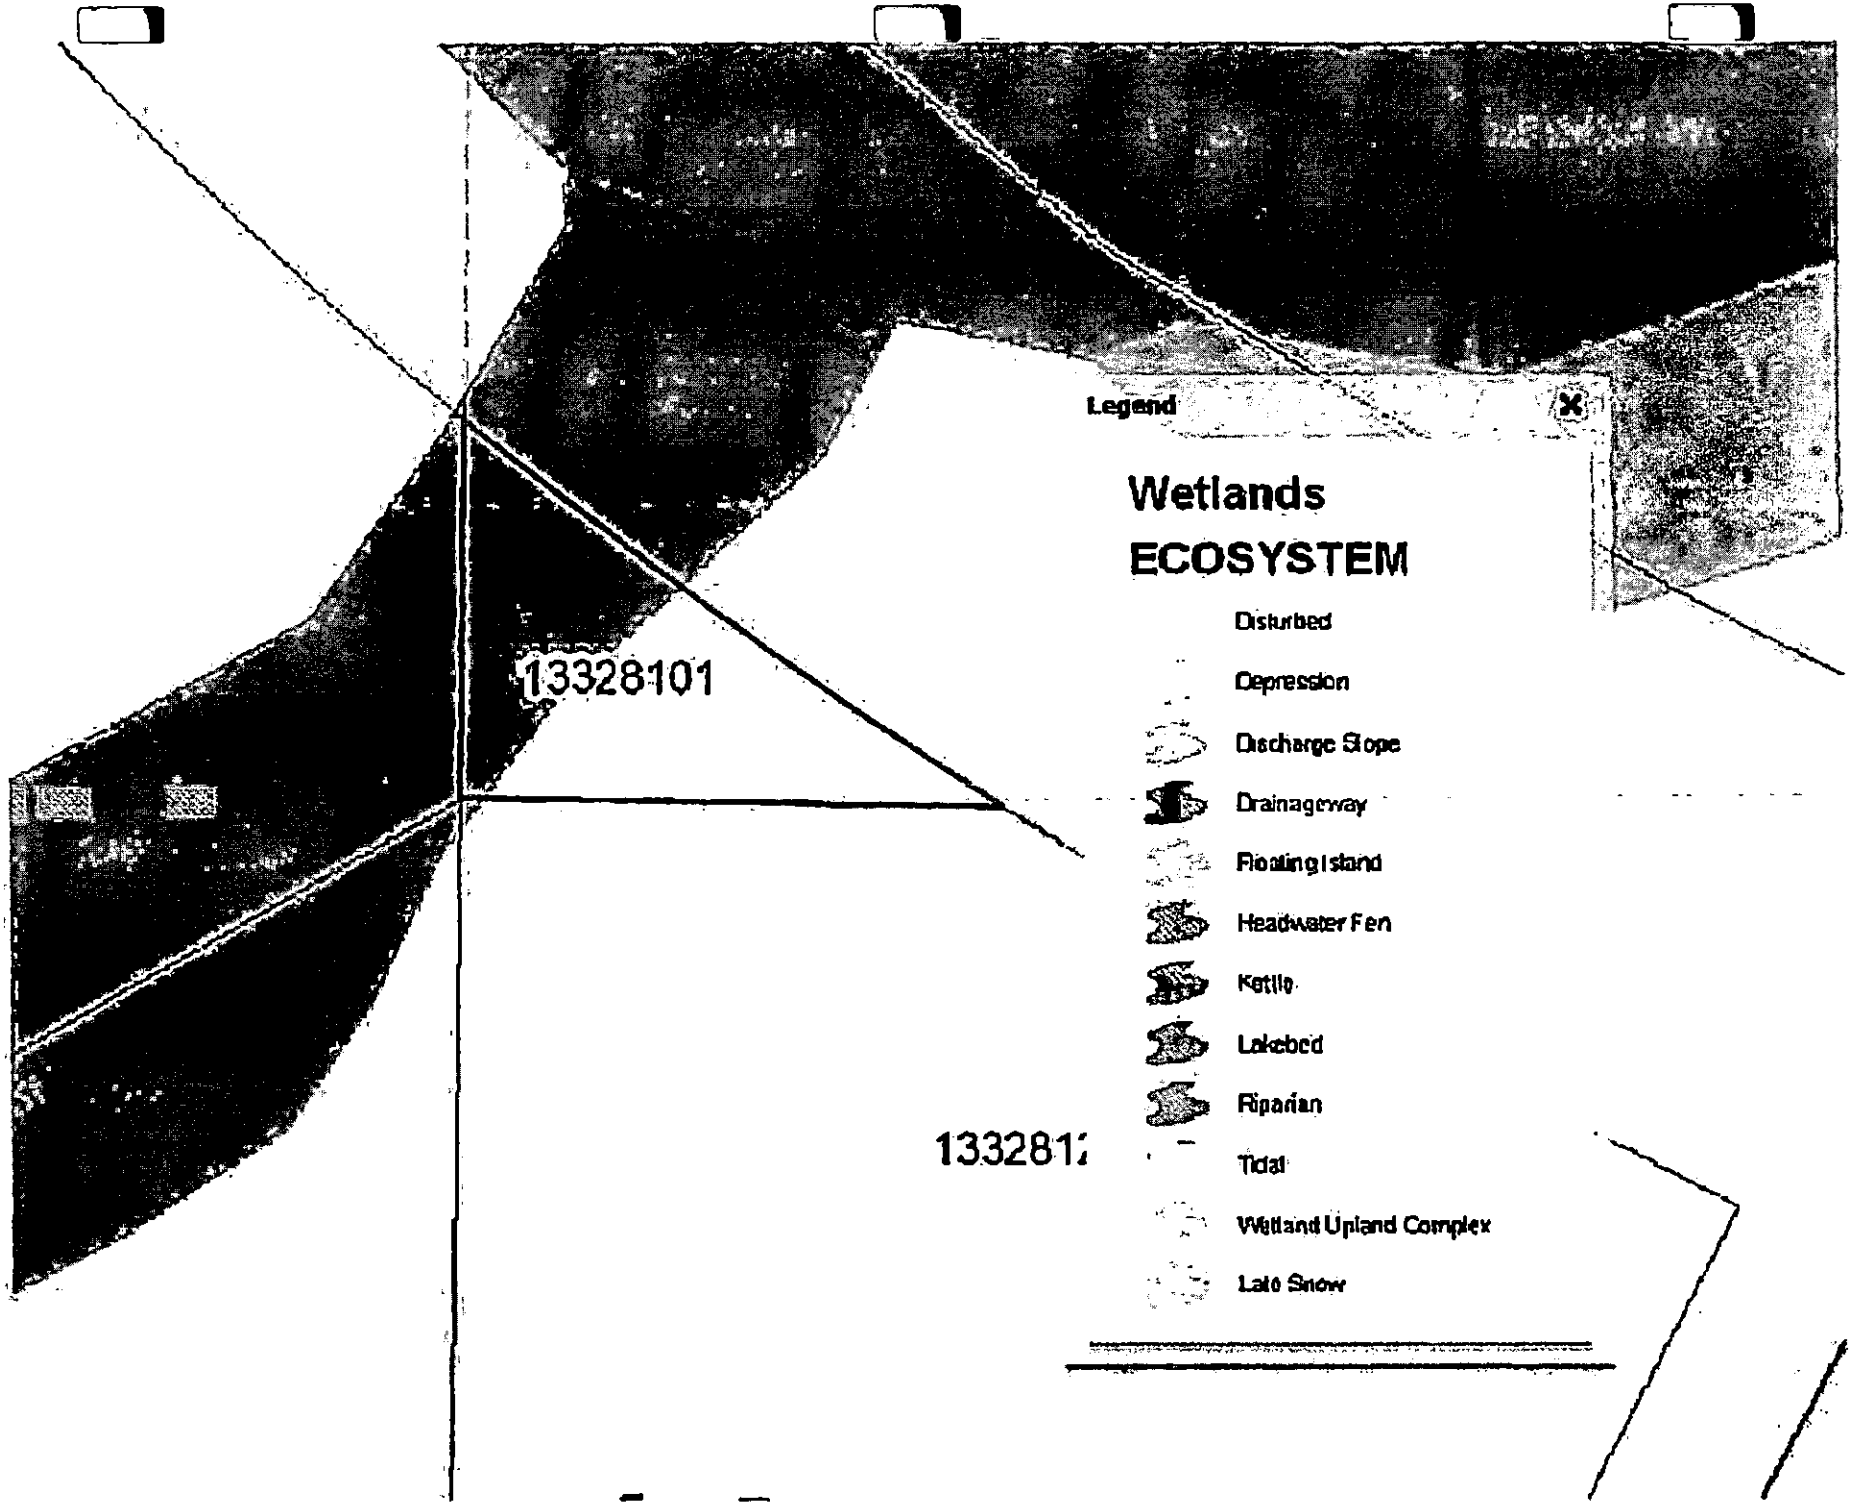 Legend
Wetlands
ECOSYSTEM
Disturbed
13328101
Depression
Discharge Slope
Drainageway
Floating Island
Headwater Fen
Kettle
Lakebed
Riparian
1332812
Tidal
Wetland Upland Complex
Late Snow